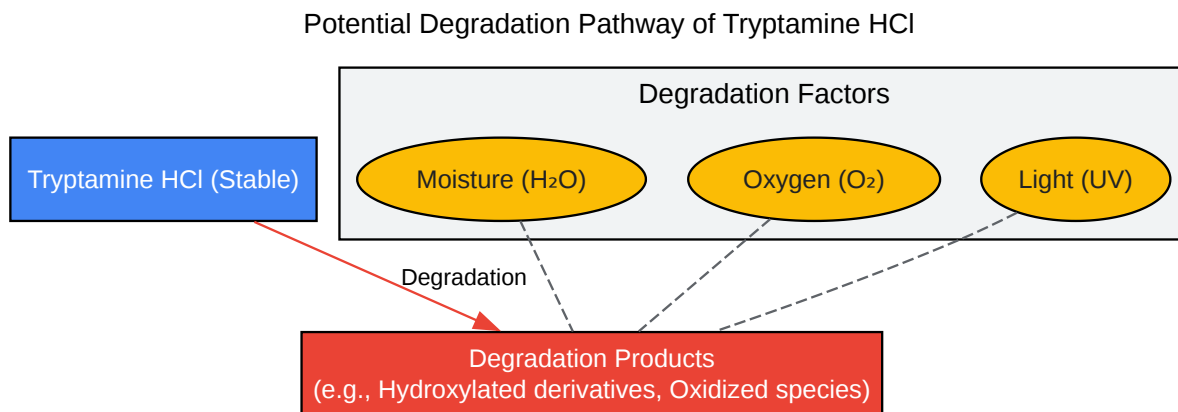 Potential Degradation Pathway of Tryptamine HCl
Degradation Factors
Tryptamine HCl (Stable)
Moisture (H₂O)
Oxygen (O₂)
Light (UV)
Degradation
Degradation Products
(e.g., Hydroxylated derivatives, Oxidized species)